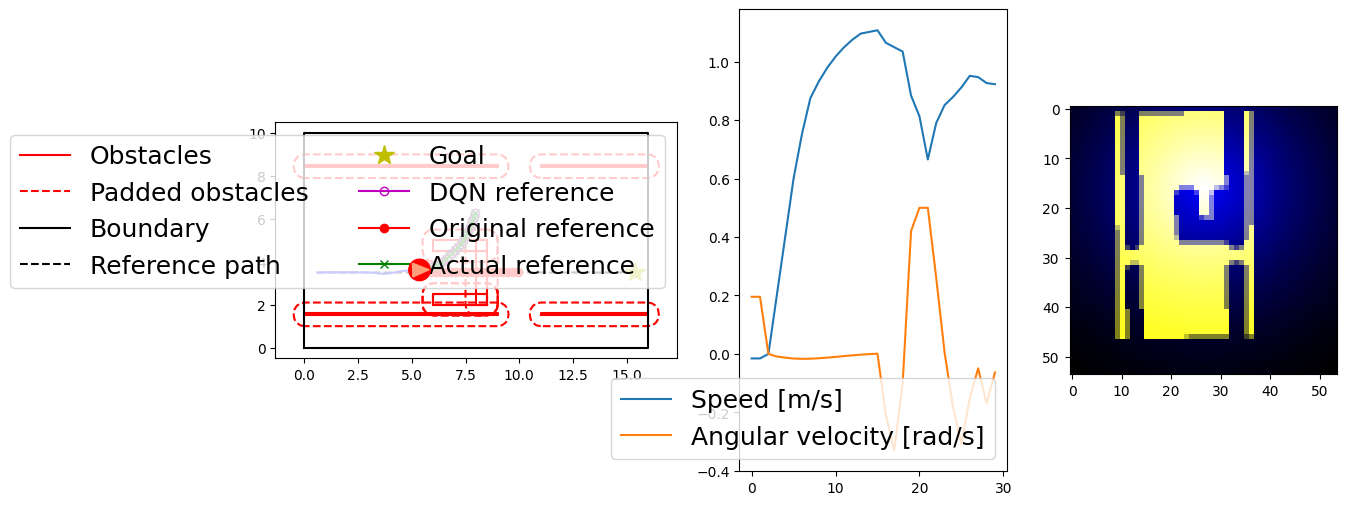 Obstacles
Padded obstacles
Boundary
Reference path
Goal
DQN reference
Original reference
Actual reference
10
8
6
4
2
0
0.0 2.5 5.0 7.5 10.0 12.5 15.0
1.0
0.8
0.6
0.4
0.2
0.0
−0.2
−0.4
0 10 20 30
Speed [m/s]
Angular velocity [rad/s]
0
10
20
30
40
50
0 10 20 30 40 50